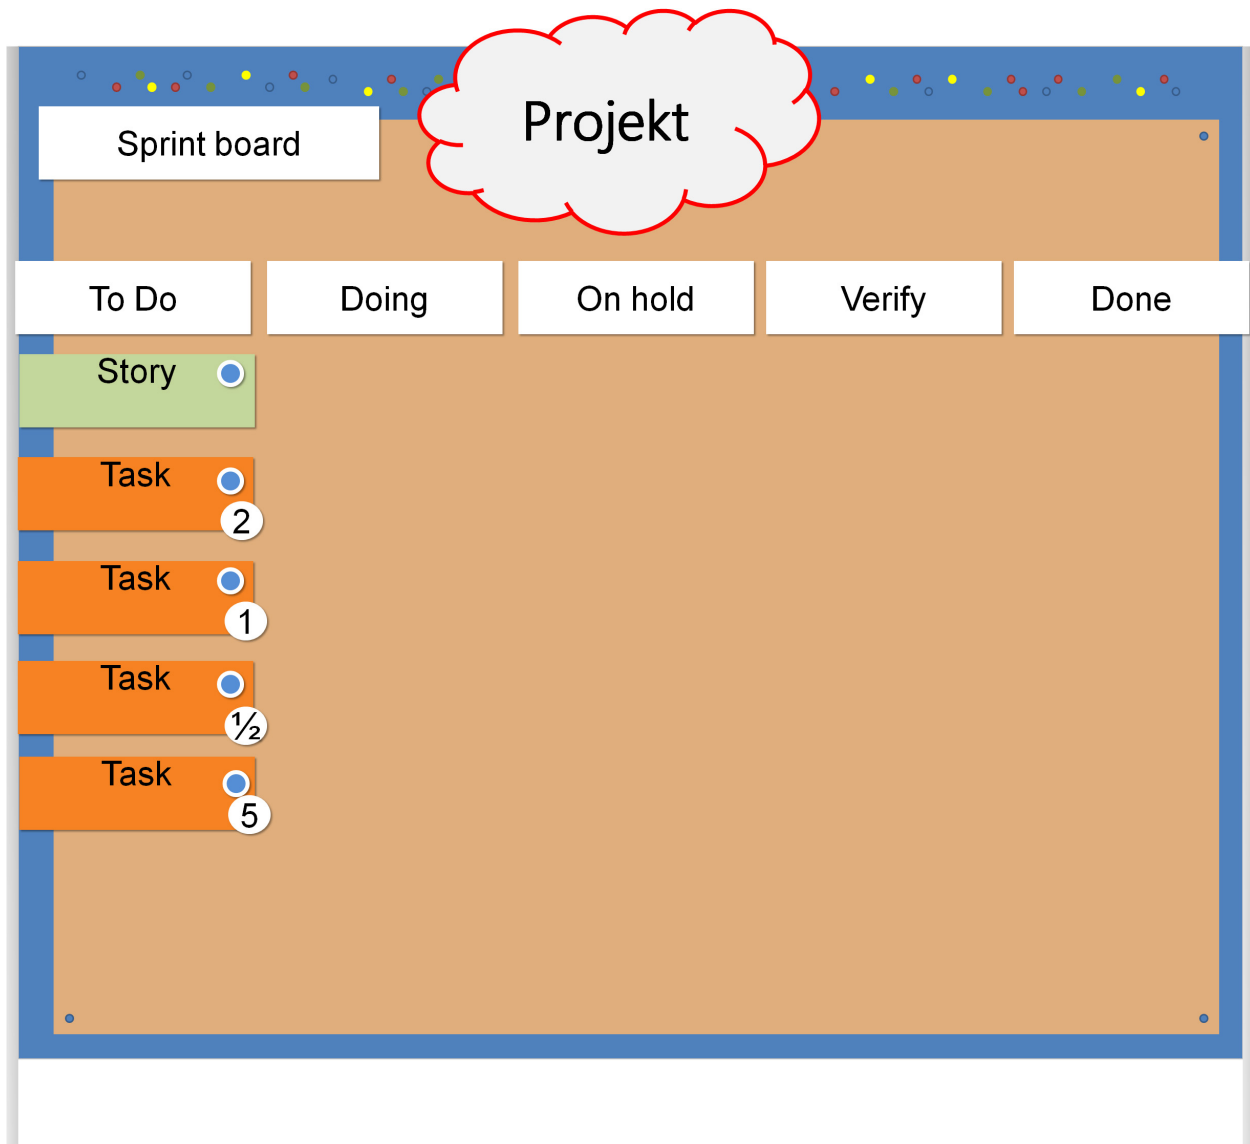 Projekt
Sprint board
To Do
Doing
On hold
Verify
Done
Story
Task
2
Task
1
Task
½
Task
5